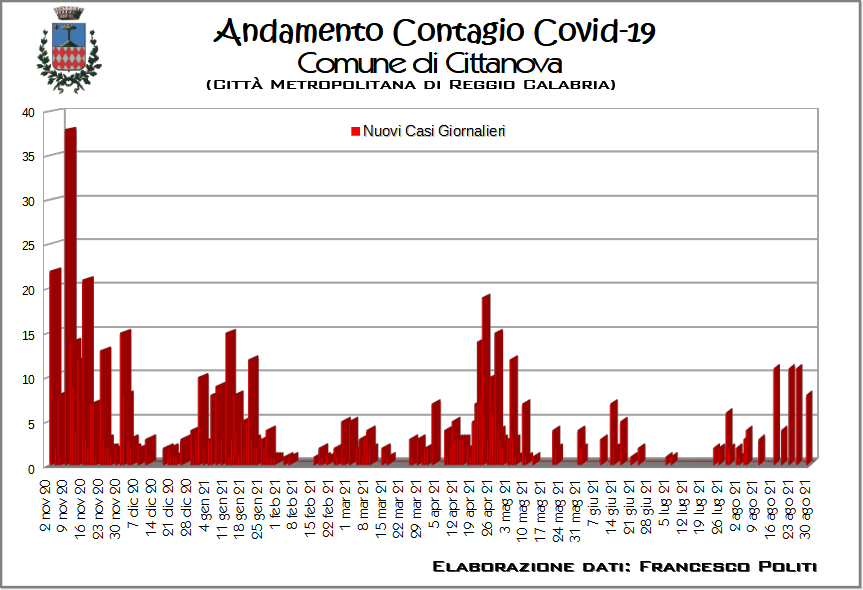 Andamento Contagio Covid-19
Comune di Cittanova
(Città Metropolitana di Reggio Calabria)
Nuovi Casi Giornalieri
40
35
30
25
20
15
10
5
0
2 nov 20
9 nov 20
16 nov 20
23 nov 20
30 nov 20
7 dic 20
14 dic 20
21 dic 20
28 dic 20
4 gen 21
11 gen 21
18 gen 21
25 gen 21
1 feb 21
8 feb 21
15 feb 21
22 feb 21
1 mar 21
8 mar 21
15 mar 21
22 mar 21
29 mar 21
5 apr 21
12 apr 21
19 apr 21
26 apr 21
3 mag 21
10 mag 21
17 mag 21
24 mag 21
31 mag 21
7 giu 21
14 giu 21
21 giu 21
28 giu 21
5 lug 21
12 lug 21
19 lug 21
26 lug 21
2 ago 21
9 ago 21
16 ago 21
23 ago 21
30 ago 21
Elaborazione dati: Francesco Politi